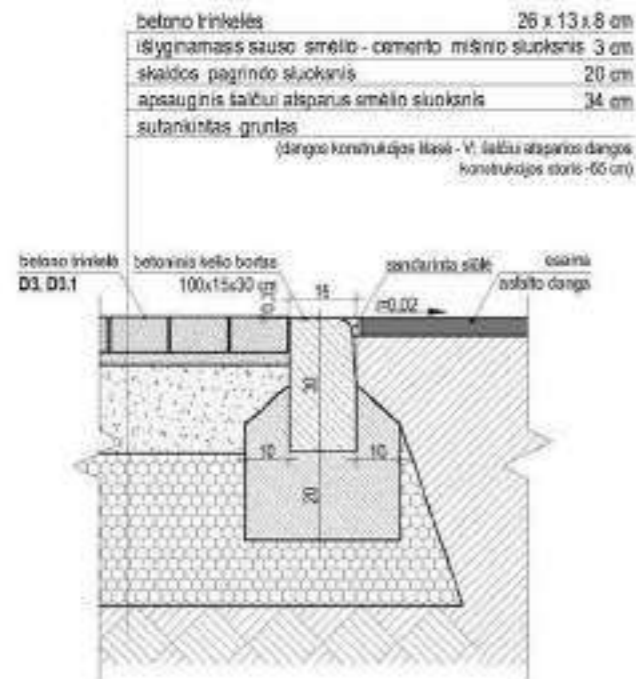 betono trinkelės 26 x 13 x 8 cm
išlyginamasis sauso smėlio - cemento mišinio sluoksnis 3 cm
skaldos pagrindo sluoksnis 20 cm
apsauginis šalčiui atsparus smėlio sluoksnis 34 cm
sutankintas gruntas
(dangos konstrukcijos klasė - V; šalčiui atsparios dangos
konstrukcijos storis -65 cm)
betono trinkelė
D3, D3.1
betoninis kelio bortas
100x15x30 cm
15
sandarinta siūlė
i=0.02
esama
asfalto danga
30
10
10
20